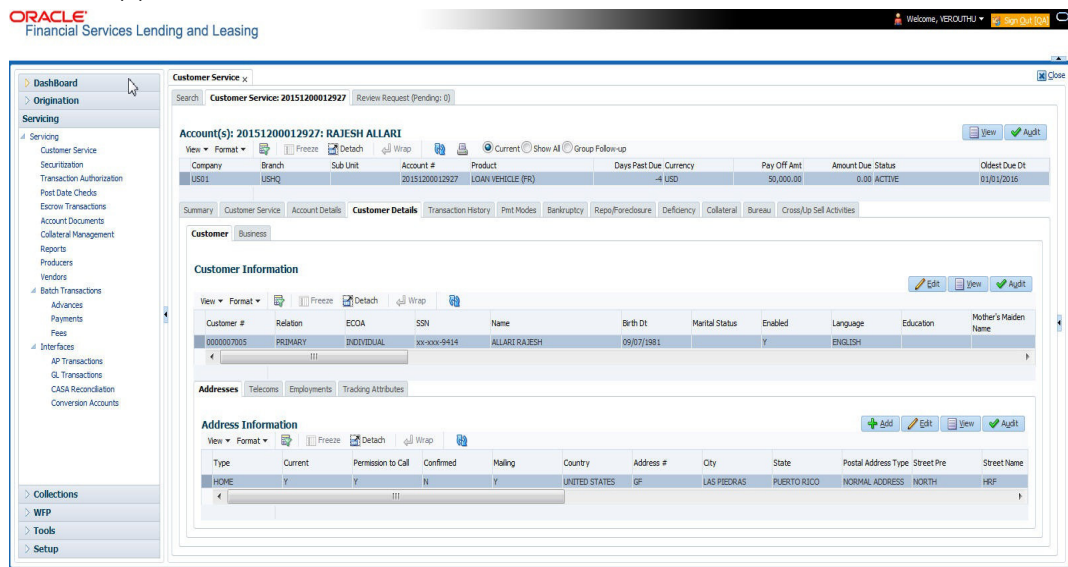 ORACLE®
Financial Services Lending and Leasing
Welcome, VEROUTHU
Sign Out [QA]
Close
DashBoard
Origination
Servicing
Servicing
Customer Service
Securitization
Transaction Authorization
Post Date Checks
Escrow Transactions
Account Documents
Collateral Management
Reports
Producers
Vendors
Batch Transactions
Advances
Payments
Fees
Interfaces
AP Transactions
GL Transactions
CASA Reconciliation
Conversion Accounts
Collections
WFP
Tools
Setup
Customer Service x
Search Customer Service: 20151200012927 Review Request (Pending: 0)
Account(s): 20151200012927: RAJESH ALLARI
View Audit
View Format Freeze Detach Wrap Current Show All Group Follow-up
Company Branch Sub Unit Account # Product Days Past Due Currency Pay Off Amt Amount Due Status Oldest Due Dt
US01 USHQ 20151200012927 LOAN VEHICLE (FR) -4 USD 50,000.00 0.00 ACTIVE 01/01/2016
Summary Customer Service Account Details Customer Details Transaction History Pmt Modes Bankruptcy Repo/Foreclosure Deficiency Collateral Bureau Cross/Up Sell Activities
Customer Business
Customer Information
Edit View Audit
View Format Freeze Detach Wrap
Customer # Relation ECOA SSN Name Birth Dt Marital Status Enabled Language Education Mother's Maiden Name
0000007005 PRIMARY INDIVIDUAL xx-xxx-9414 ALLARI RAJESH 09/07/1981 Y ENGLISH
Addresses Telecoms Employments Tracking Attributes
Address Information
Add Edit View Audit
View Format Freeze Detach Wrap
Type Current Permission to Call Confirmed Mailing Country Address # City State Postal Address Type Street Pre Street Name
HOME Y Y N Y UNITED STATES GF LAS PIEDRAS PUERTO RICO NORMAL ADDRESS NORTH HRF